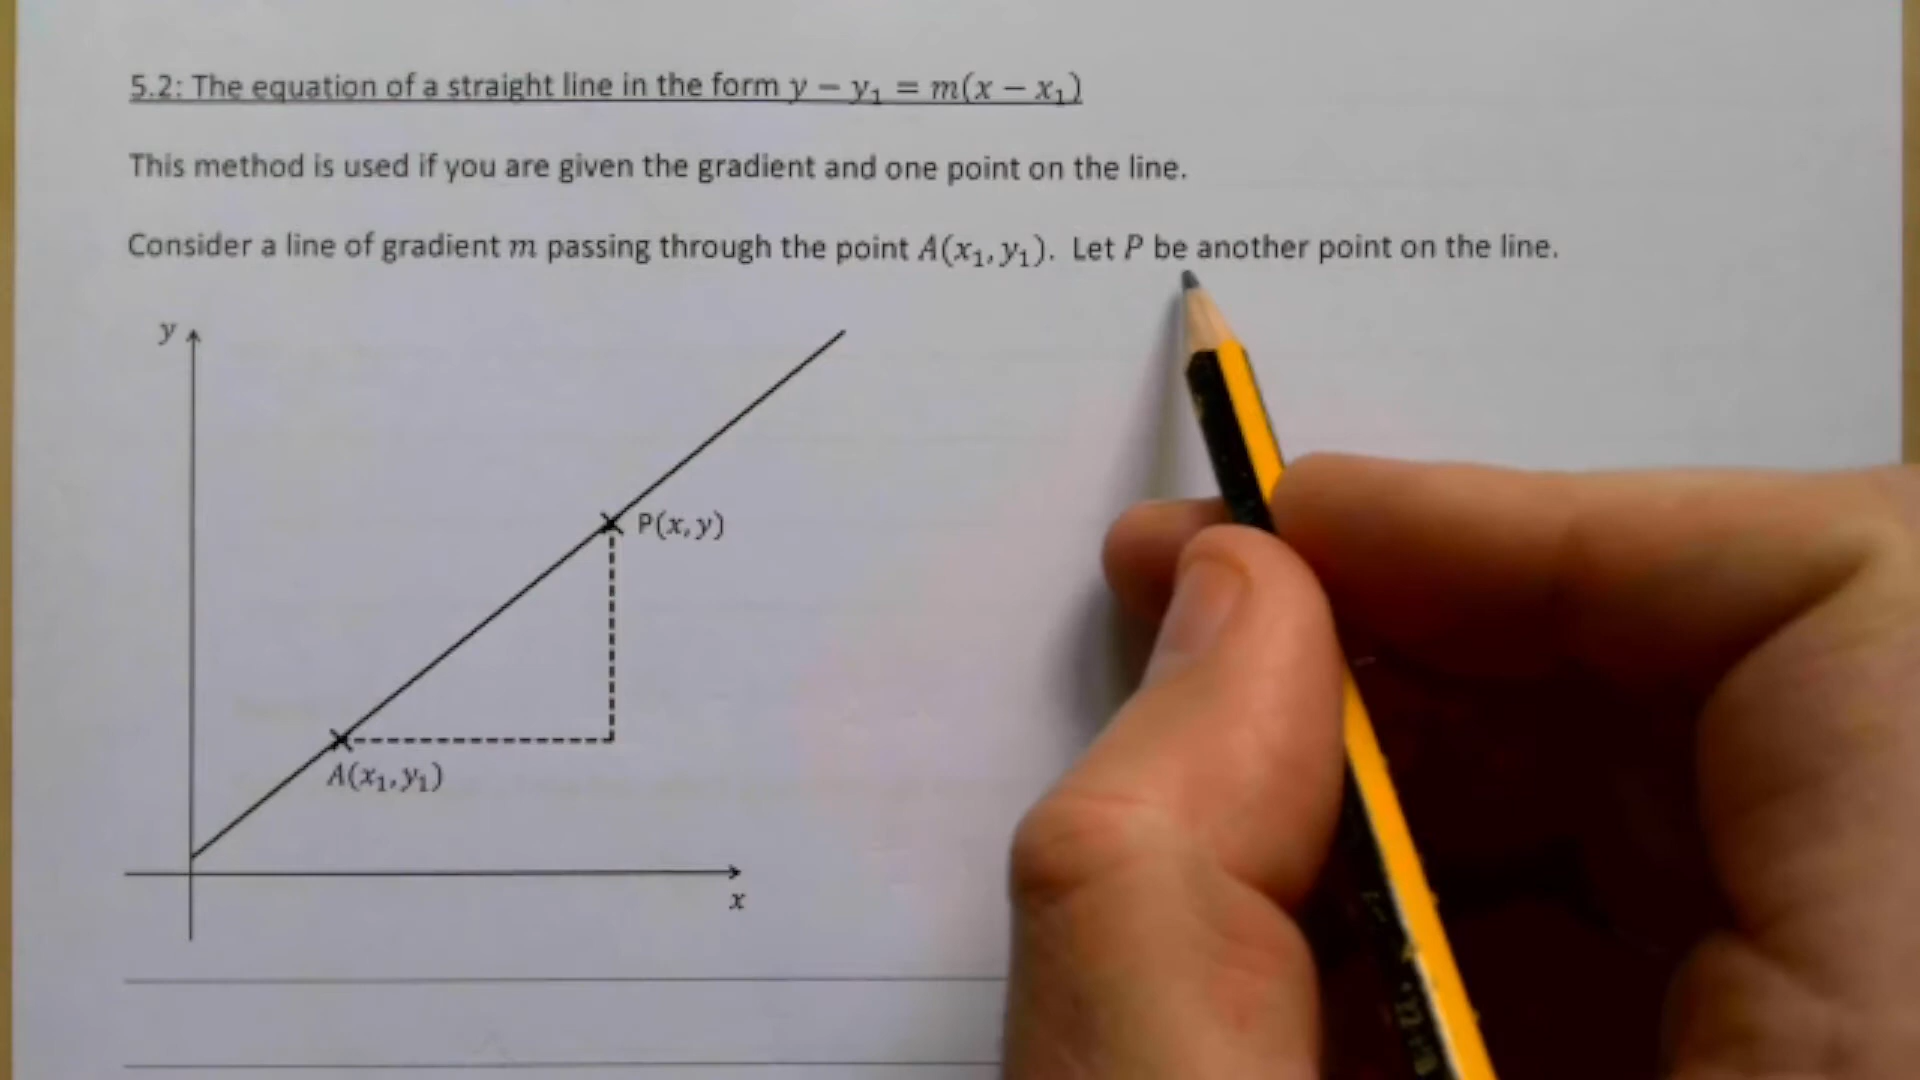 5.2: The equation of a straight line in the form y − y₁ = m(x − x₁)
This method is used if you are given the gradient and one point on the line.
Consider a line of gradient m passing through the point A(x₁, y₁). Let P be another point on the line.
y
P(x, y)
A(x₁, y₁)
x